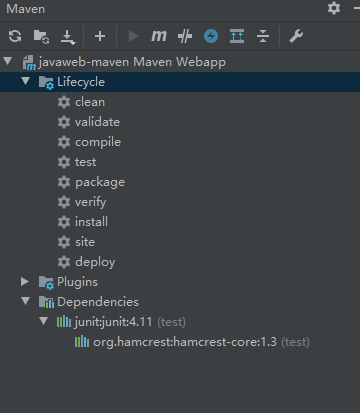 Maven
m
javaweb-maven Maven Webapp
Lifecycle
clean
validate
compile
test
package
verify
install
site
deploy
Plugins
Dependencies
junit:junit:4.11 (test)
org.hamcrest:hamcrest-core:1.3 (test)